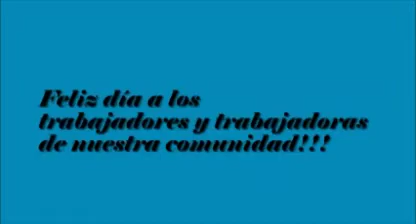 Feliz día a los
trabajadores y trabajadoras
de nuestra comunidad!!!